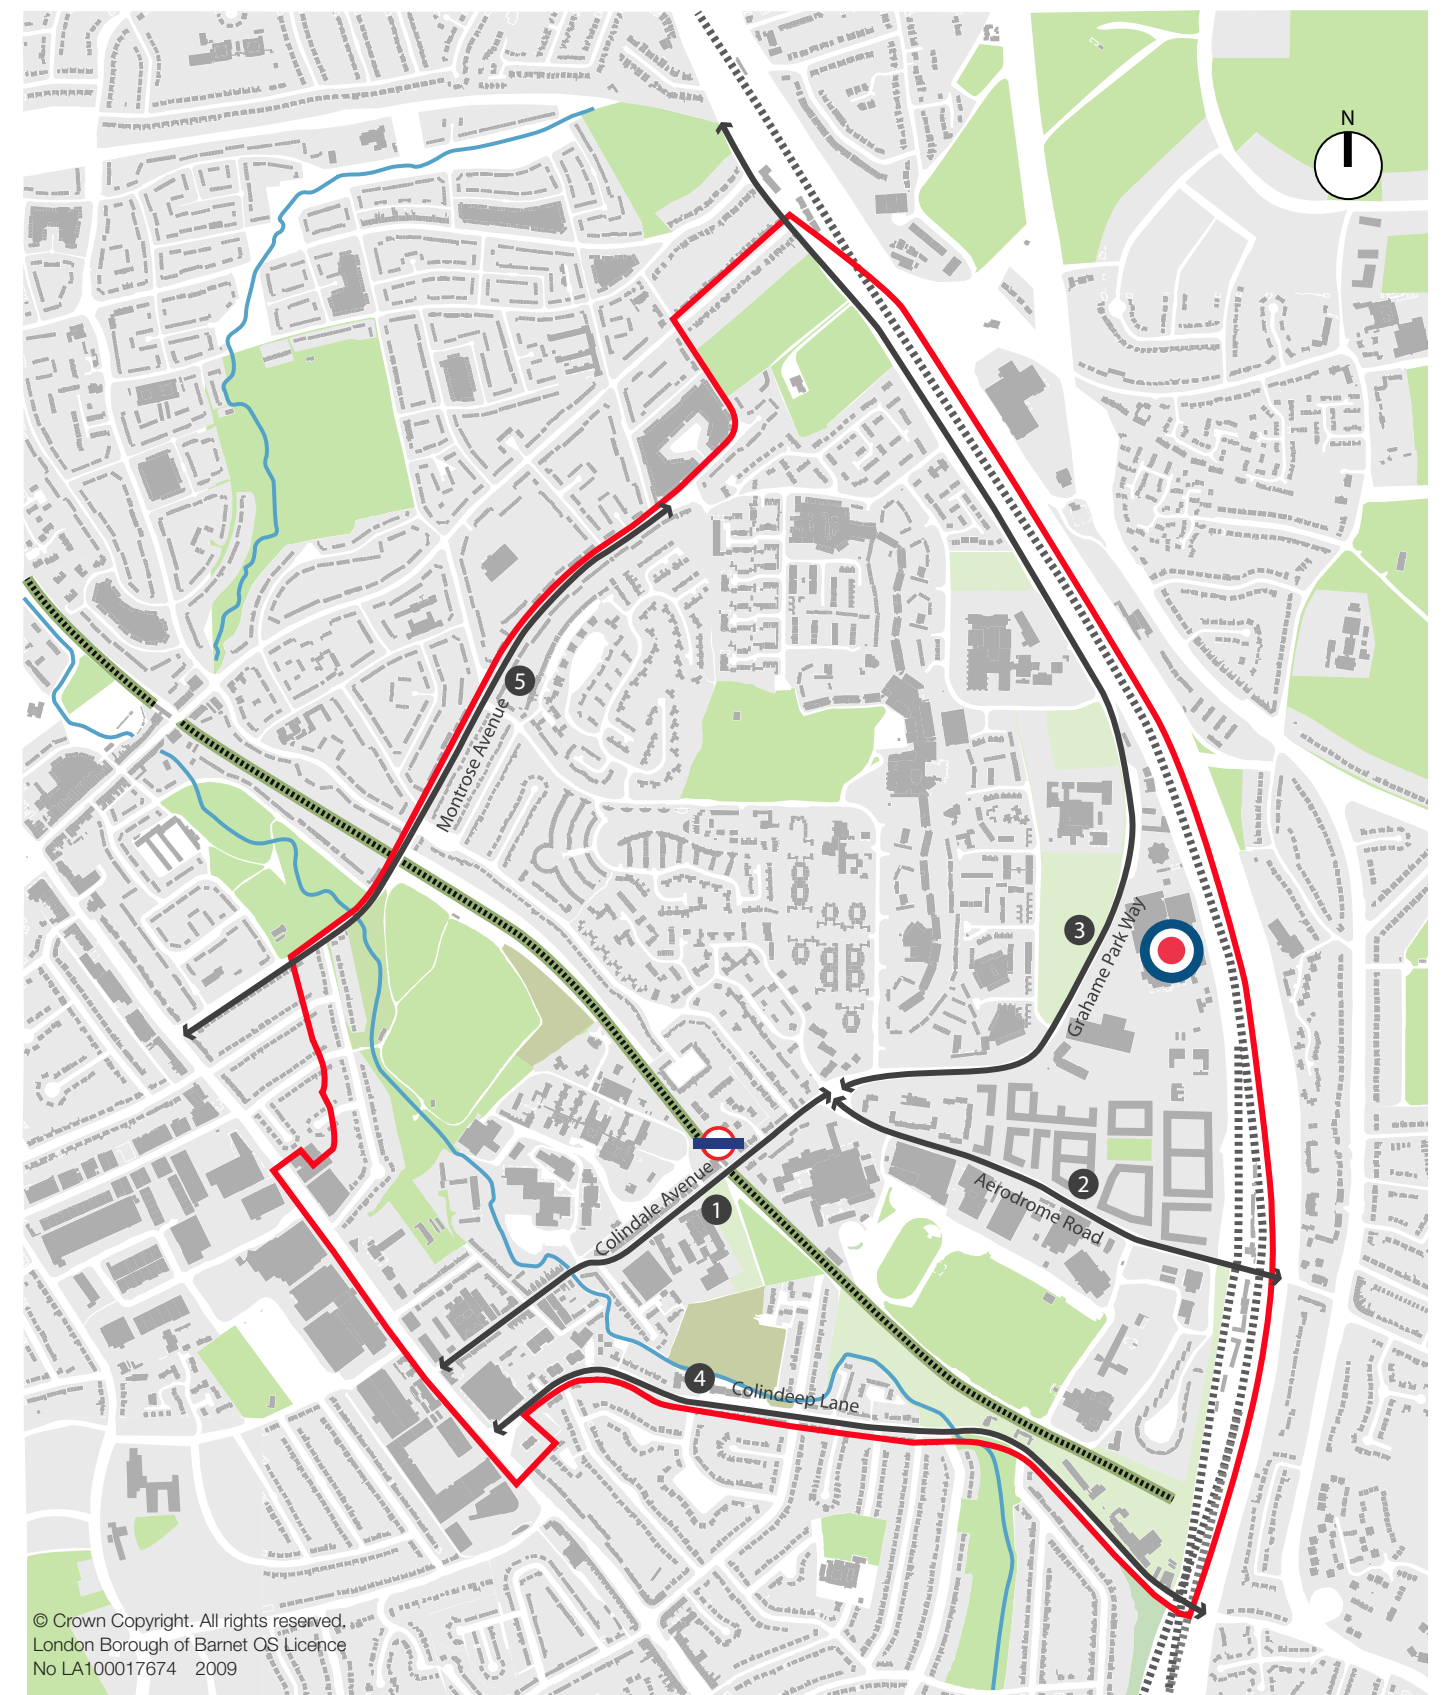 N
5
Montrose Avenue
3
Grahame Park Way
2
Aerodrome Road
1
Colindale Avenue
4
Colindeep Lane
© Crown Copyright. All rights reserved.
London Borough of Barnet OS Licence
No LA100017674 2009